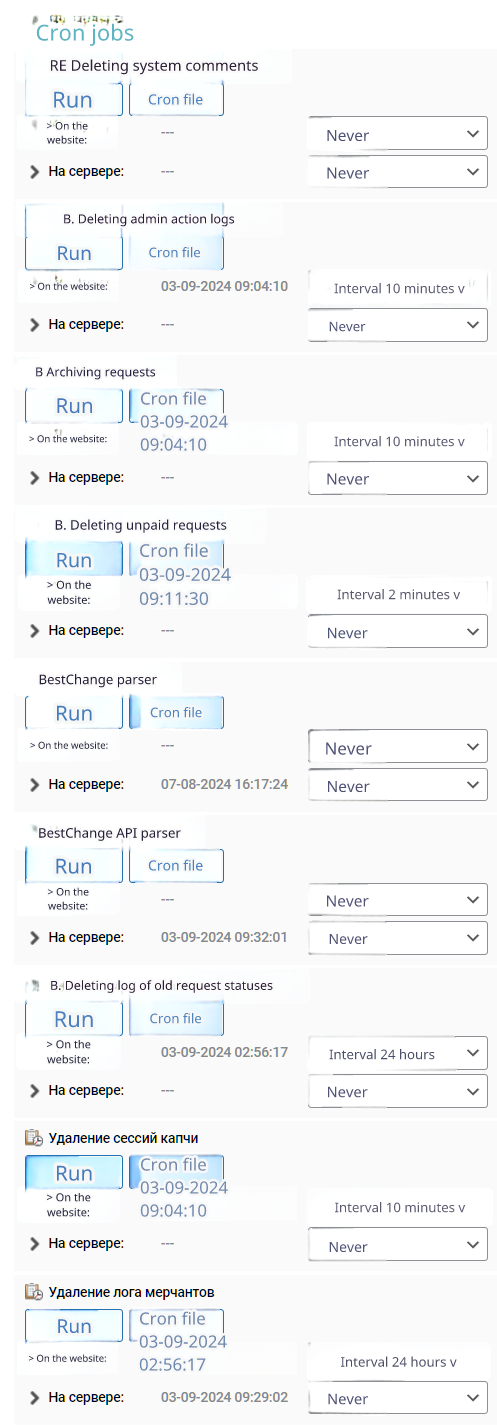 Cron jobs
RE Deleting system comments
Run Cron file
> On the website: --- Never
На сервере: --- Never
B. Deleting admin action logs
Run Cron file
> On the website: 03-09-2024 09:04:10 Interval 10 minutes v
На сервере: --- Never
B Archiving requests
Run Cron file
> On the website: 03-09-2024 09:04:10 Interval 10 minutes v
На сервере: --- Never
B. Deleting unpaid requests
Run Cron file
> On the website: 03-09-2024 09:11:30 Interval 2 minutes v
На сервере: --- Never
BestChange parser
Run Cron file
> On the website: --- Never
На сервере: 07-08-2024 16:17:24 Never
BestChange API parser
Run Cron file
> On the website: --- Never
На сервере: 03-09-2024 09:32:01 Never
B. Deleting log of old request statuses
Run Cron file
> On the website: 03-09-2024 02:56:17 Interval 24 hours
На сервере: --- Never
Удаление сессий капчи
Run Cron file
> On the website: 03-09-2024 09:04:10 Interval 10 minutes v
На сервере: --- Never
Удаление лога мерчантов
Run Cron file
> On the website: 03-09-2024 02:56:17 Interval 24 hours v
На сервере: 03-09-2024 09:29:02 Never